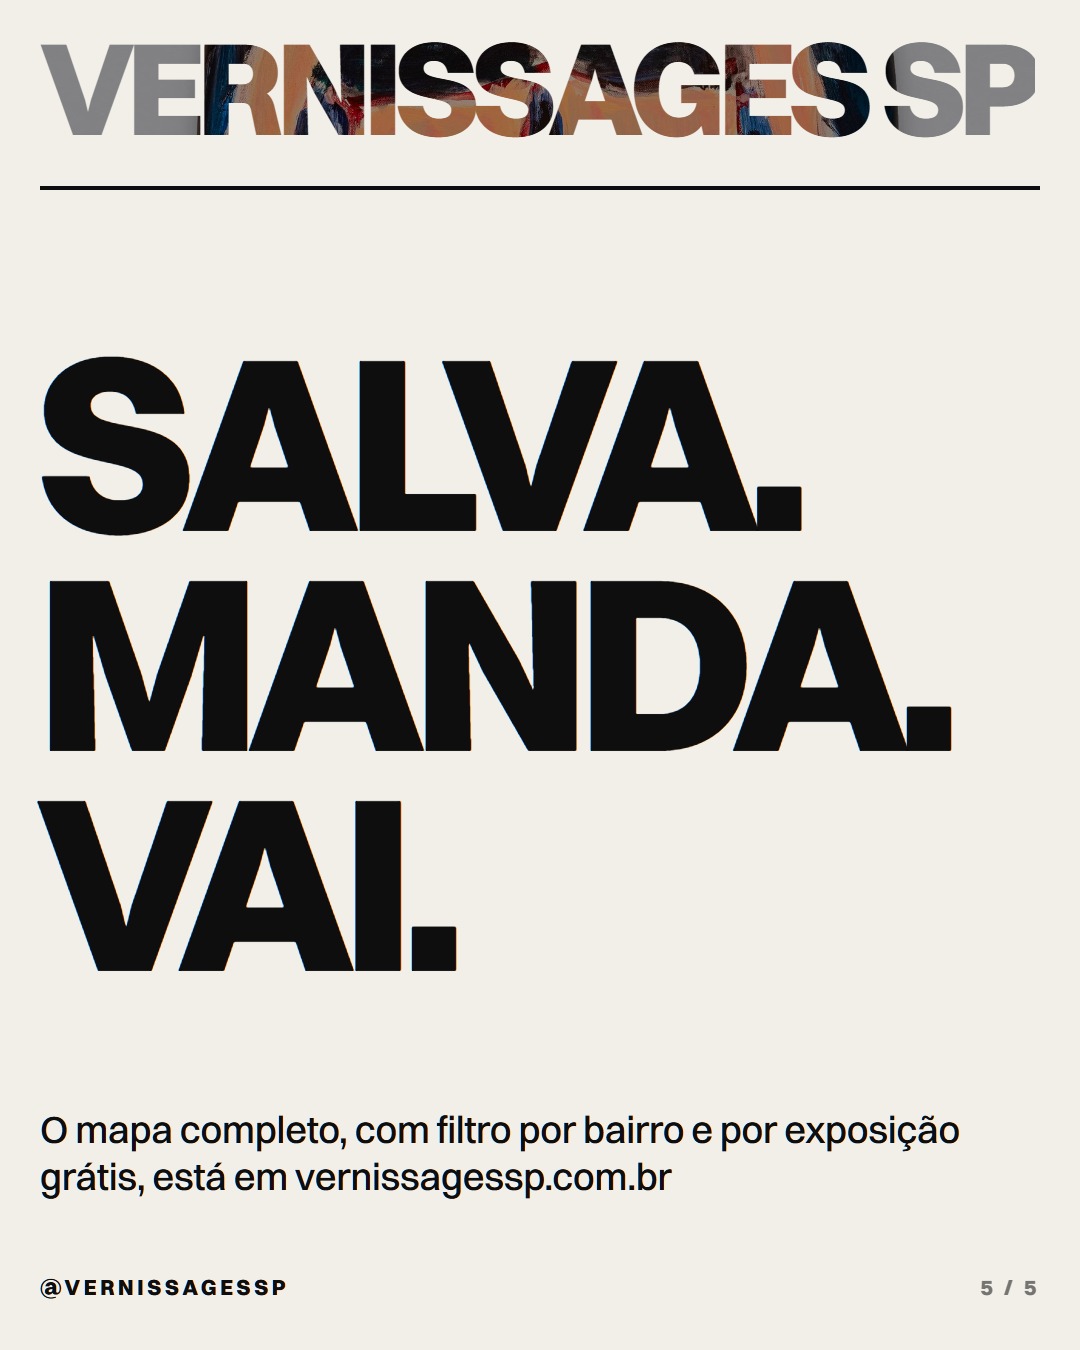 VERNISSAGES SP
SALVA.
MANDA.
VAI.
O mapa completo, com filtro por bairro e por exposição
grátis, está em vernissagessp.com.br
@VERNISSAGESSP
5 / 5